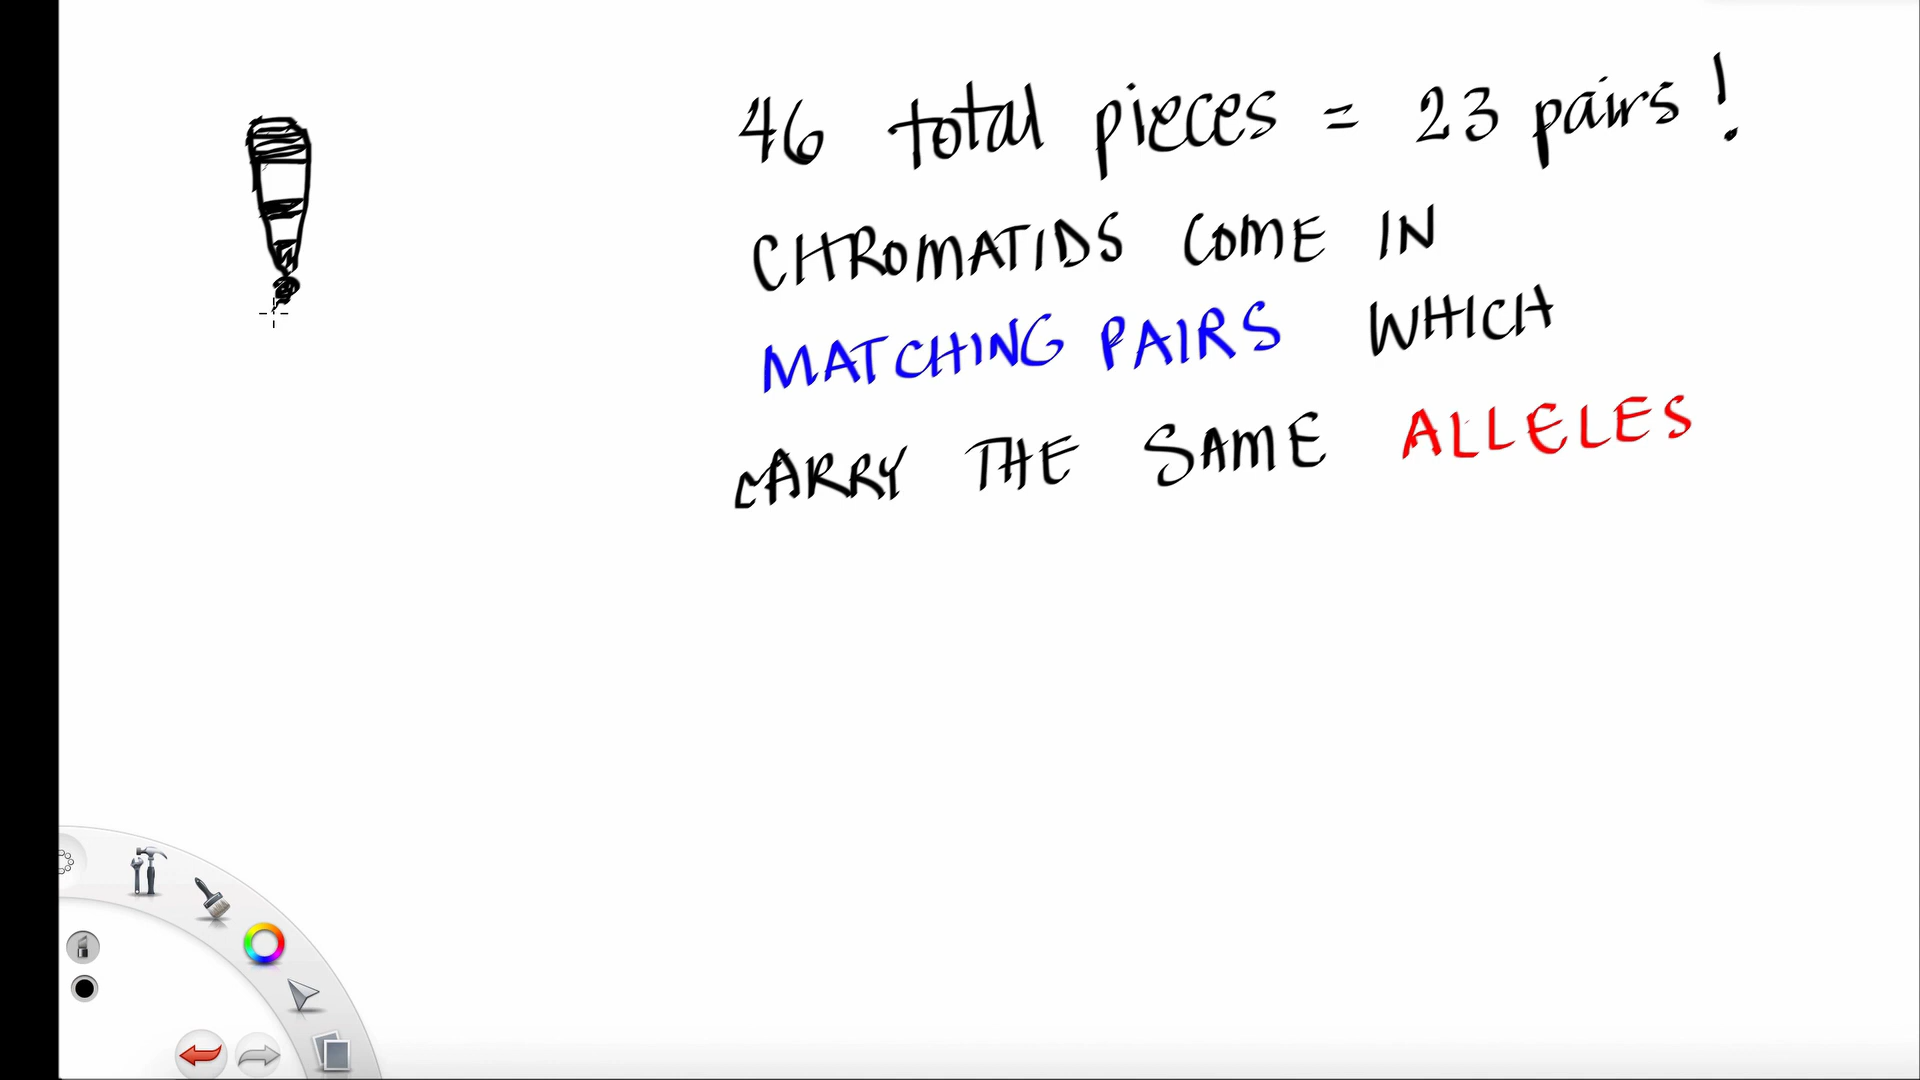 46 total pieces = 23 pairs!
CHROMATIDS COME IN
MATCHING PAIRS WHICH
CARRY THE SAME ALLELES